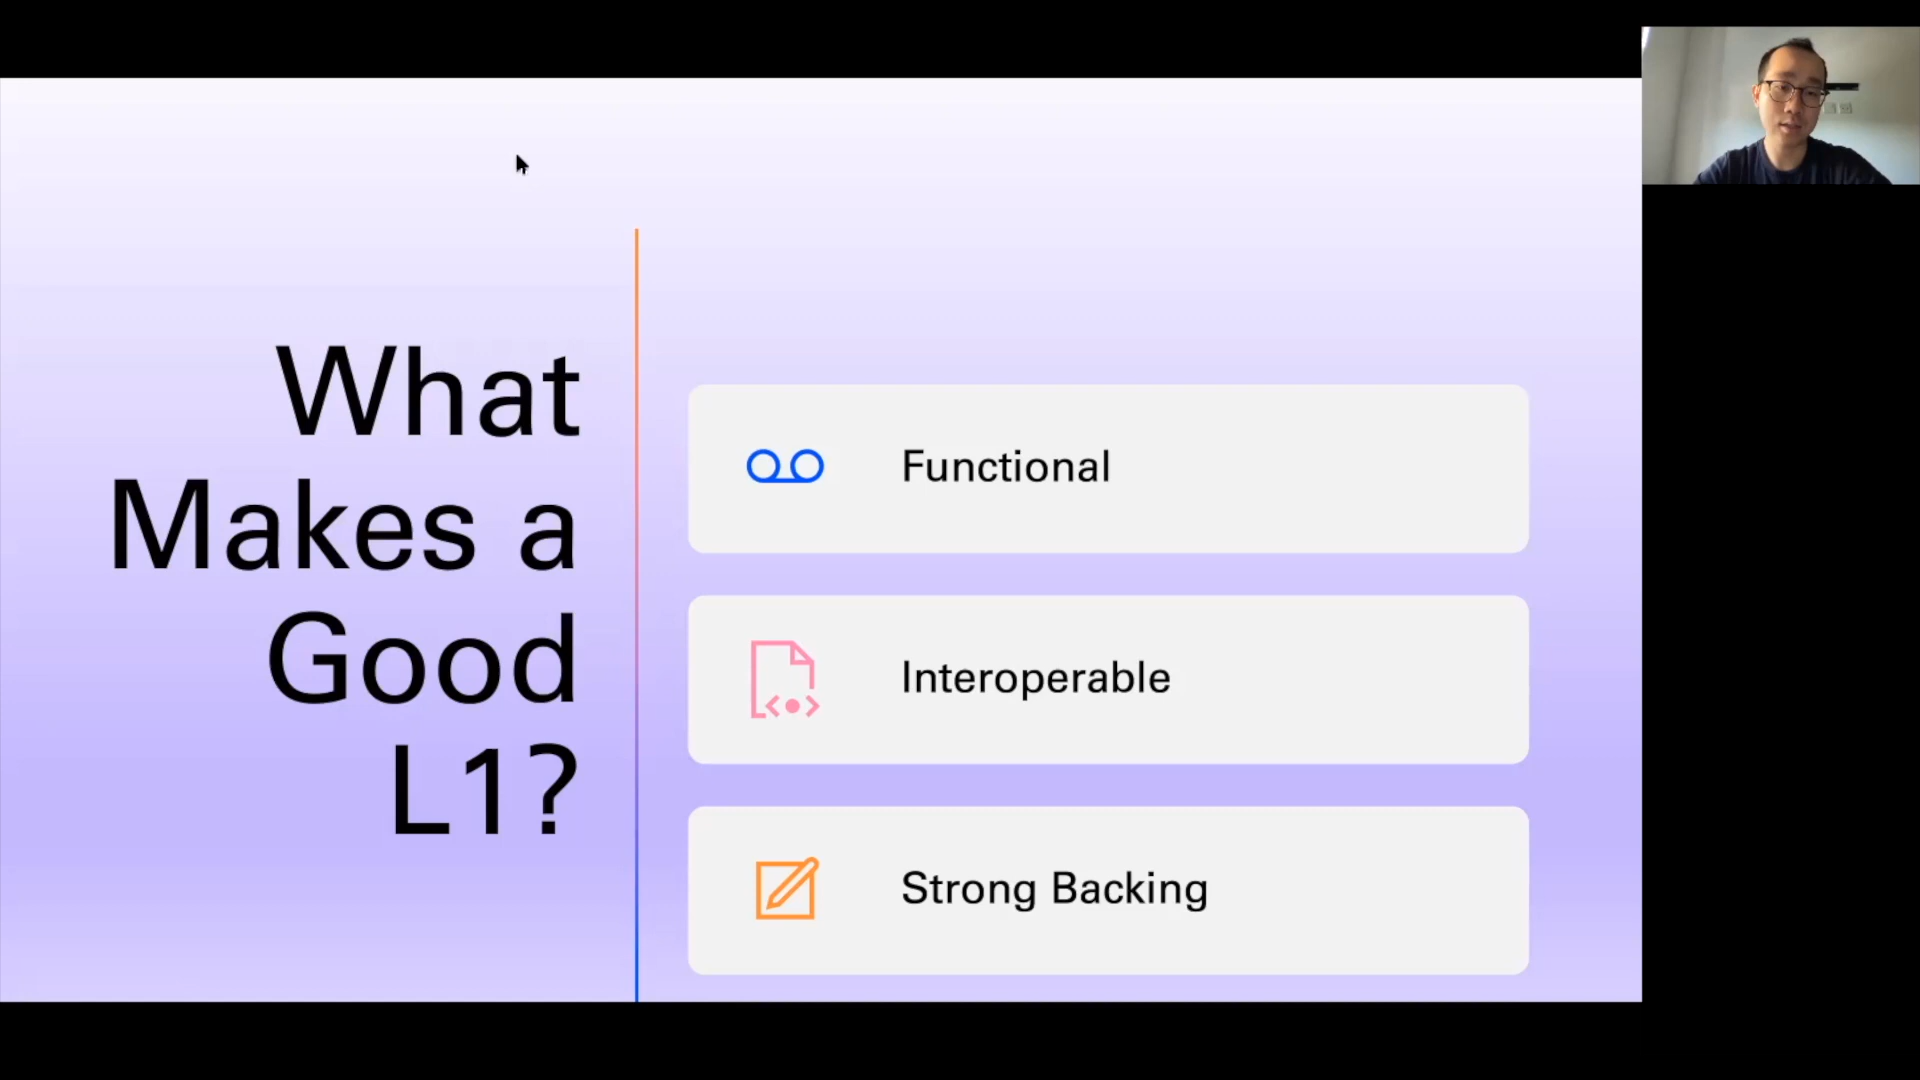 What
Makes a
Good
L1?
Functional
Interoperable
Strong Backing